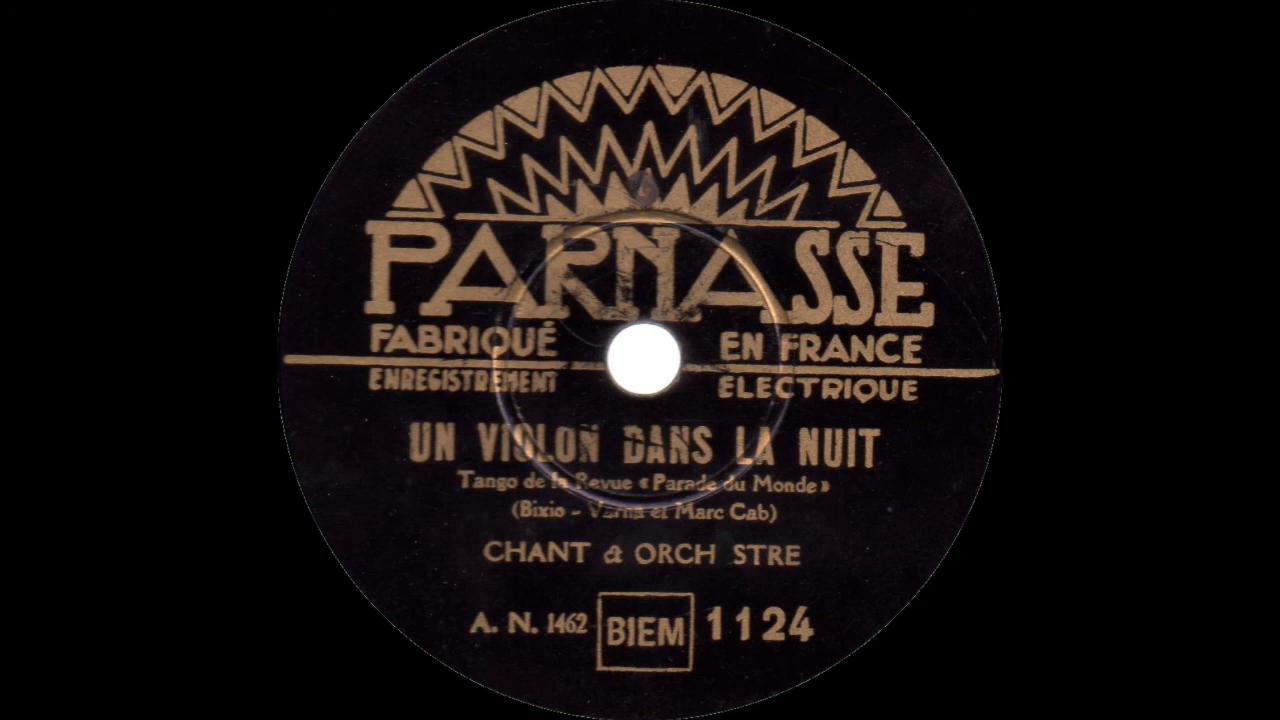 PARNASSE
FABRIQUÉ EN FRANCE
ENREGISTREMENT ELECTRIQUE
UN VIOLON DANS LA NUIT
Tango de la Revue « Parade du Monde »
(Bixio - Varna et Marc Cab)
CHANT & ORCH STRE
A. N. 1462 BIEM 1124